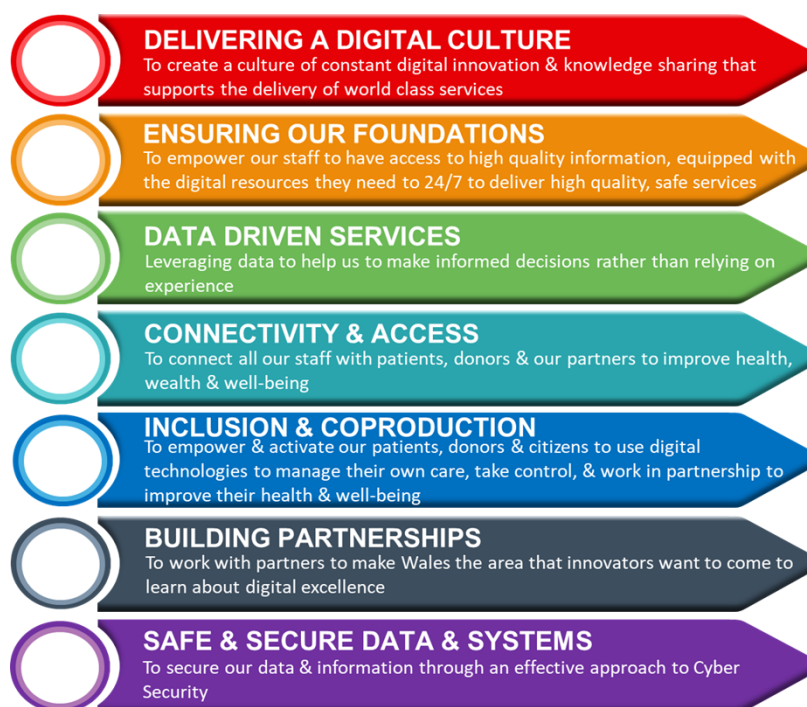 DELIVERING A DIGITAL CULTURE
To create a culture of constant digital innovation & knowledge sharing that
supports the delivery of world class services
ENSURING OUR FOUNDATIONS
To empower our staff to have access to high quality information, equipped with
the digital resources they need to 24/7 to deliver high quality, safe services
DATA DRIVEN SERVICES
Leveraging data to help us to make informed decisions rather than relying on
experience
CONNECTIVITY & ACCESS
To connect all our staff with patients, donors & our partners to improve health,
wealth & well-being
INCLUSION & COPRODUCTION
To empower & activate our patients, donors & citizens to use digital
technologies to manage their own care, take control, & work in partnership to
improve their health & well-being
BUILDING PARTNERSHIPS
To work with partners to make Wales the area that innovators want to come to
learn about digital excellence
SAFE & SECURE DATA & SYSTEMS
To secure our data & information through an effective approach to Cyber
Security